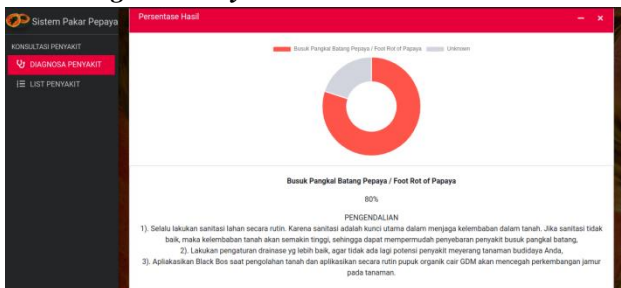 Sistem Pakar Pepaya
Persentase Hasil
KONSULTASI PENYAKIT
DIAGNOSA PENYAKIT
LIST PENYAKIT
Busuk Pangkal Batang Pepaya / Foot Rot of Papaya Unknown
Busuk Pangkal Batang Pepaya / Foot Rot of Papaya
80%
PENGENDALIAN
1). Selalu lakukan sanitasi lahan secara rutin. Karena sanitasi adalah kunci utama dalam menjaga kelembaban dalam tanah. Jika sanitasi tidak
baik, maka kelembaban tanah akan semakin tinggi, sehingga dapat mempermudah penyebaran penyakit busuk pangkal batang,
2). Lakukan pengaturan drainase yg lebih baik, agar tidak ada lagi potensi penyakit meyerang tanaman budidaya Anda,
3). Apliakasikan Black Bos saat pengolahan tanah dan aplikasikan secara rutin pupuk organik cair GDM akan mencegah perkembangan jamur
pada tanaman.